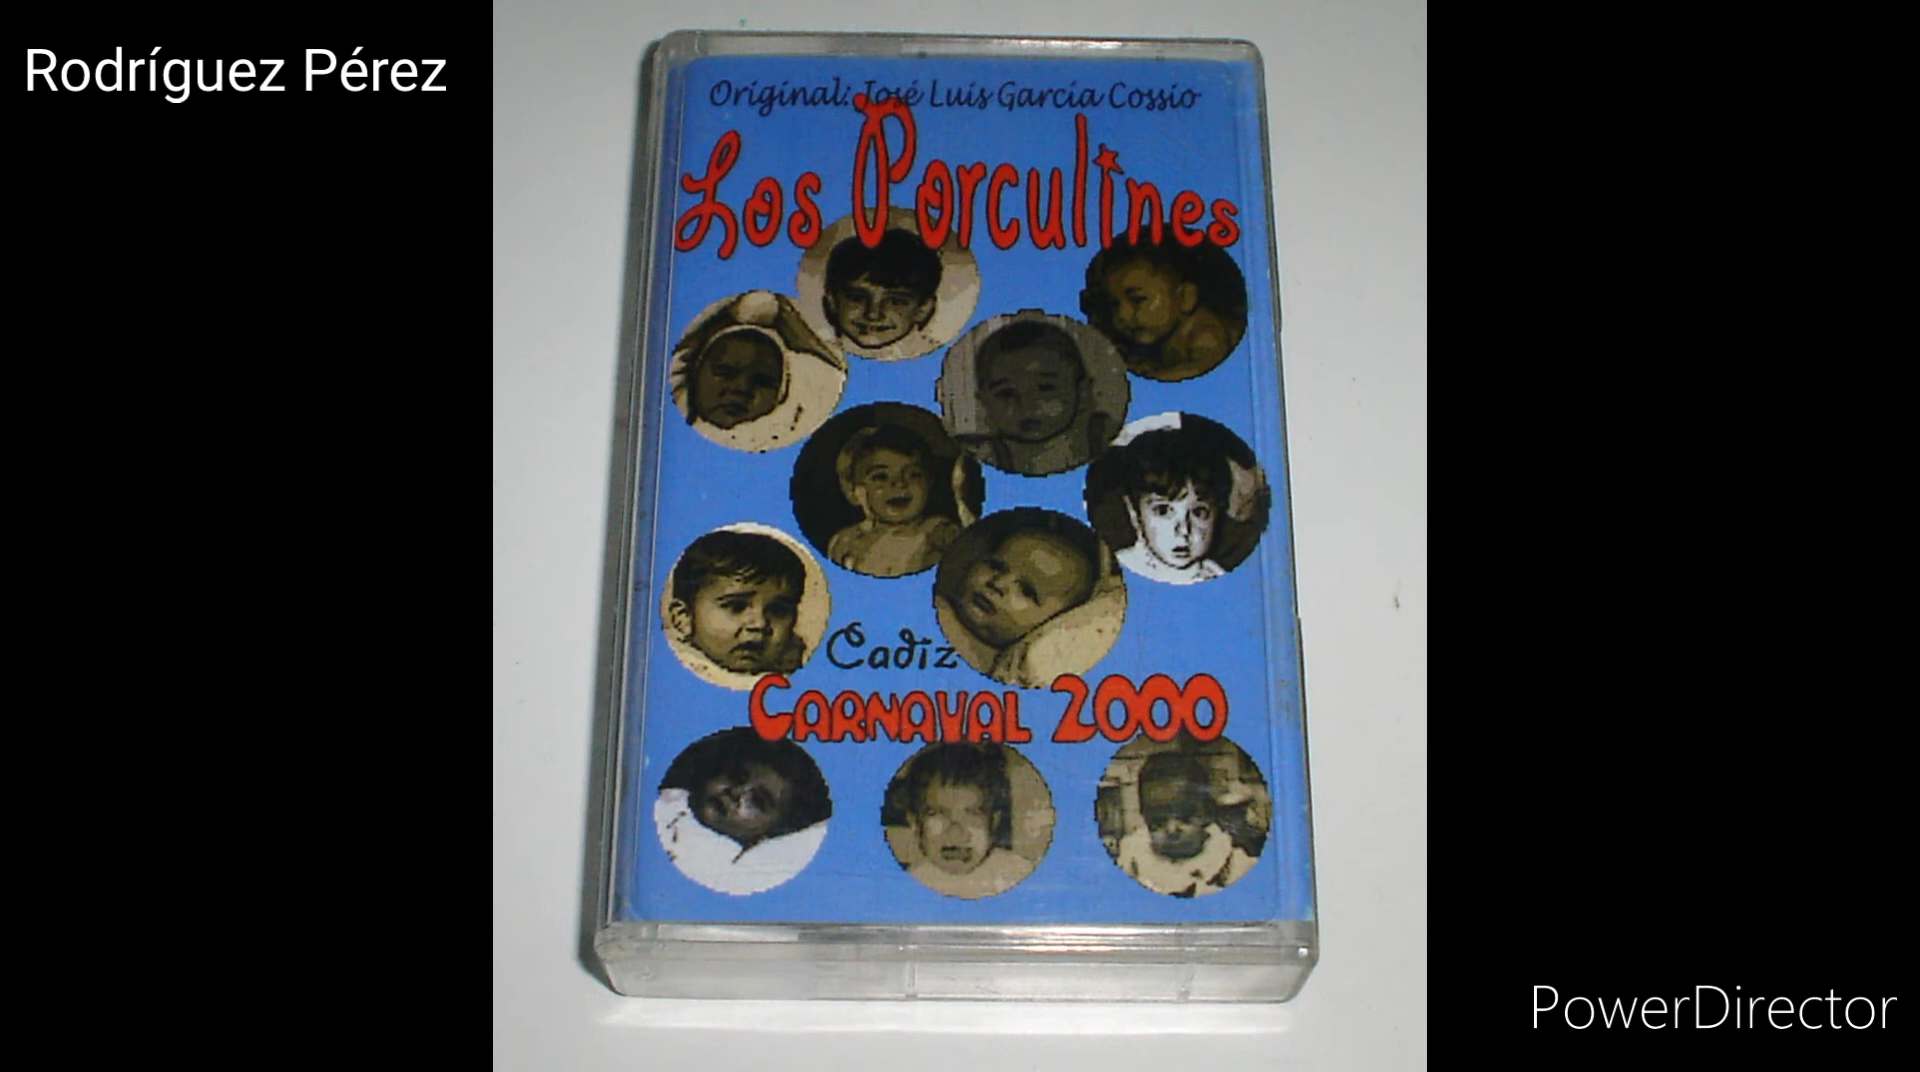 Rodríguez Pérez
Original: José Luis García Cossio
Los Porculines
Cadiz
CARNAVAL 2000
PowerDirector